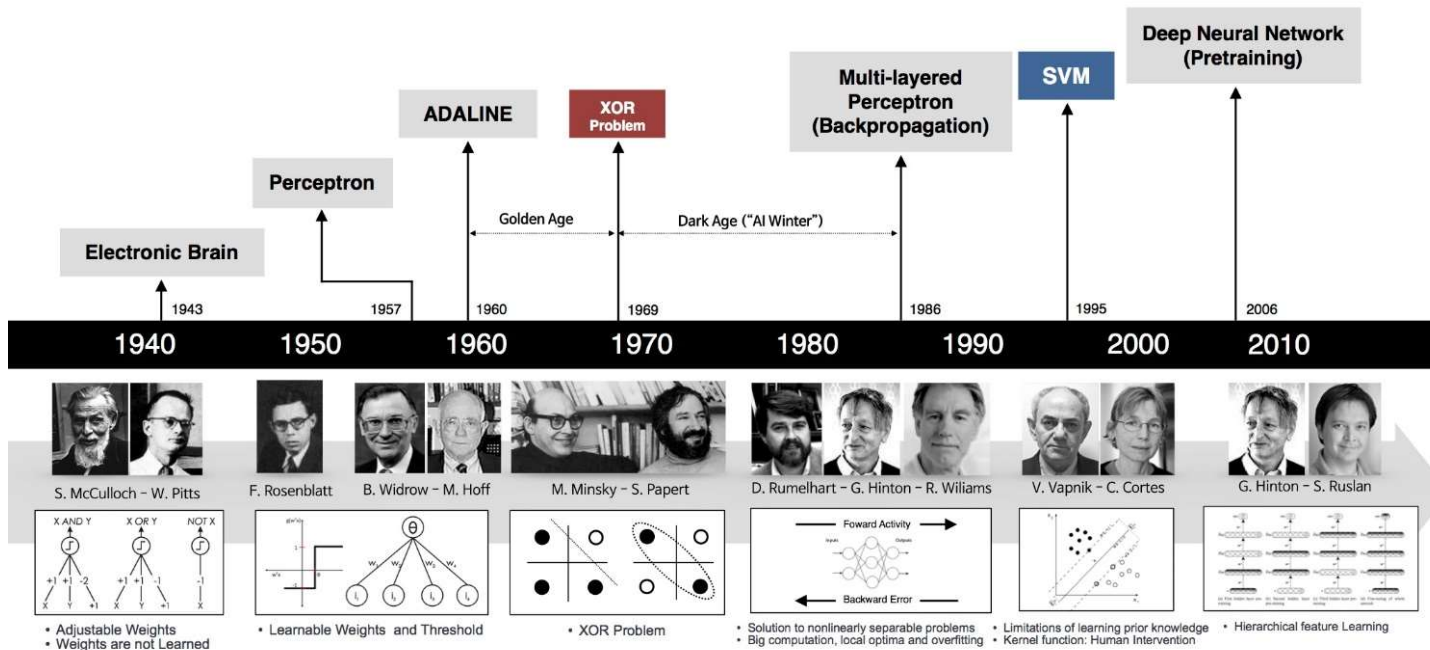 Deep Neural Network
(Pretraining)
Multi-layered
Perceptron
(Backpropagation)
SVM
ADALINE
XOR
Problem
Perceptron
Golden Age
Dark Age ("AI Winter")
Electronic Brain
1943
1957
1960
1969
1986
1995
2006
1940
1950
1960
1970
1980
1990
2000
2010
S. McCulloch – W. Pitts
F. Rosenblatt
B. Widrow – M. Hoff
M. Minsky – S. Papert
D. Rumelhart – G. Hinton – R. Wiliams
V. Vapnik – C. Cortes
G. Hinton – S. Ruslan
X AND Y
X OR Y
NOT X
+1 +1 -2
+1 +1 -1
-1
X Y +1
X Y +1
X
Foward Activity
Inputs
Outputs
Backward Error
• Adjustable Weights
• Weights are not Learned
• Learnable Weights and Threshold
• XOR Problem
• Solution to nonlinearly separable problems
• Big computation, local optima and overfitting
• Limitations of learning prior knowledge
• Kernel function: Human Intervention
• Hierarchical feature Learning